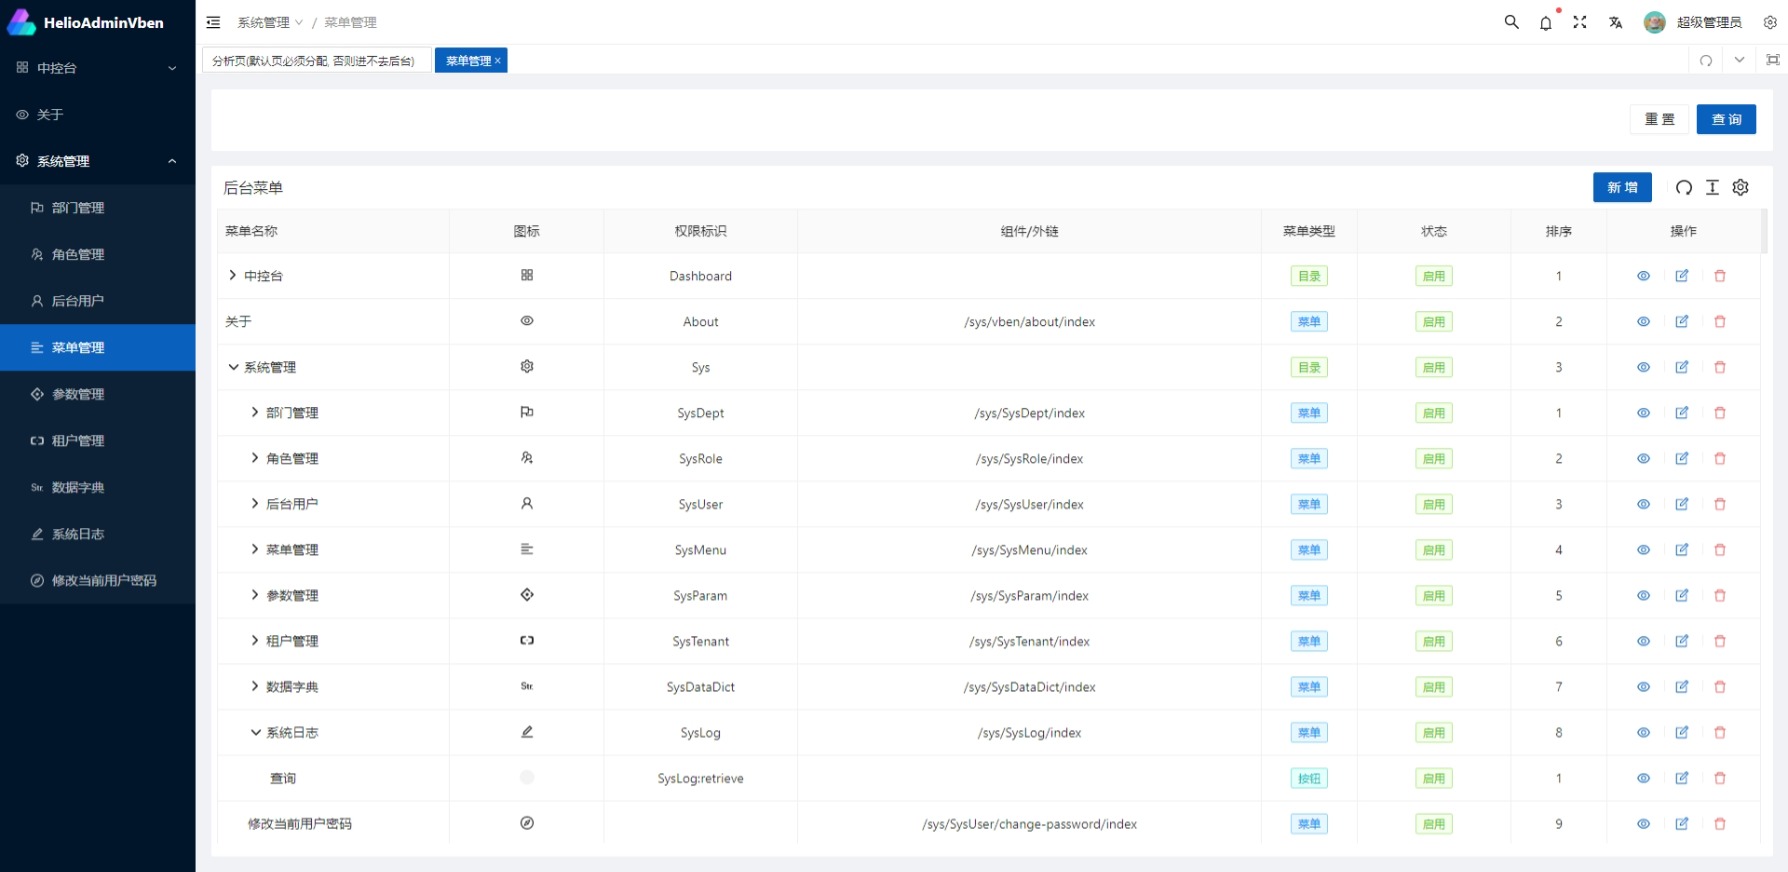 HelioAdminVben
系统管理 / 菜单管理
超级管理员
分析页(默认页必须分配, 否则进不去后台)
菜单管理 ×
中控台
关于
系统管理
部门管理
角色管理
后台用户
菜单管理
参数管理
租户管理
Str. 数据字典
系统日志
修改当前用户密码
重 置 查 询
后台菜单
新 增
菜单名称 图标 权限标识 组件/外链 菜单类型 状态 排序 操作
中控台 Dashboard 目录 启用 1
关于 About /sys/vben/about/index 菜单 启用 2
系统管理 Sys 目录 启用 3
部门管理 SysDept /sys/SysDept/index 菜单 启用 1
角色管理 SysRole /sys/SysRole/index 菜单 启用 2
后台用户 SysUser /sys/SysUser/index 菜单 启用 3
菜单管理 SysMenu /sys/SysMenu/index 菜单 启用 4
参数管理 SysParam /sys/SysParam/index 菜单 启用 5
租户管理 SysTenant /sys/SysTenant/index 菜单 启用 6
数据字典 Str. SysDataDict /sys/SysDataDict/index 菜单 启用 7
系统日志 SysLog /sys/SysLog/index 菜单 启用 8
查询 SysLog:retrieve 按钮 启用 1
修改当前用户密码 /sys/SysUser/change-password/index 菜单 启用 9